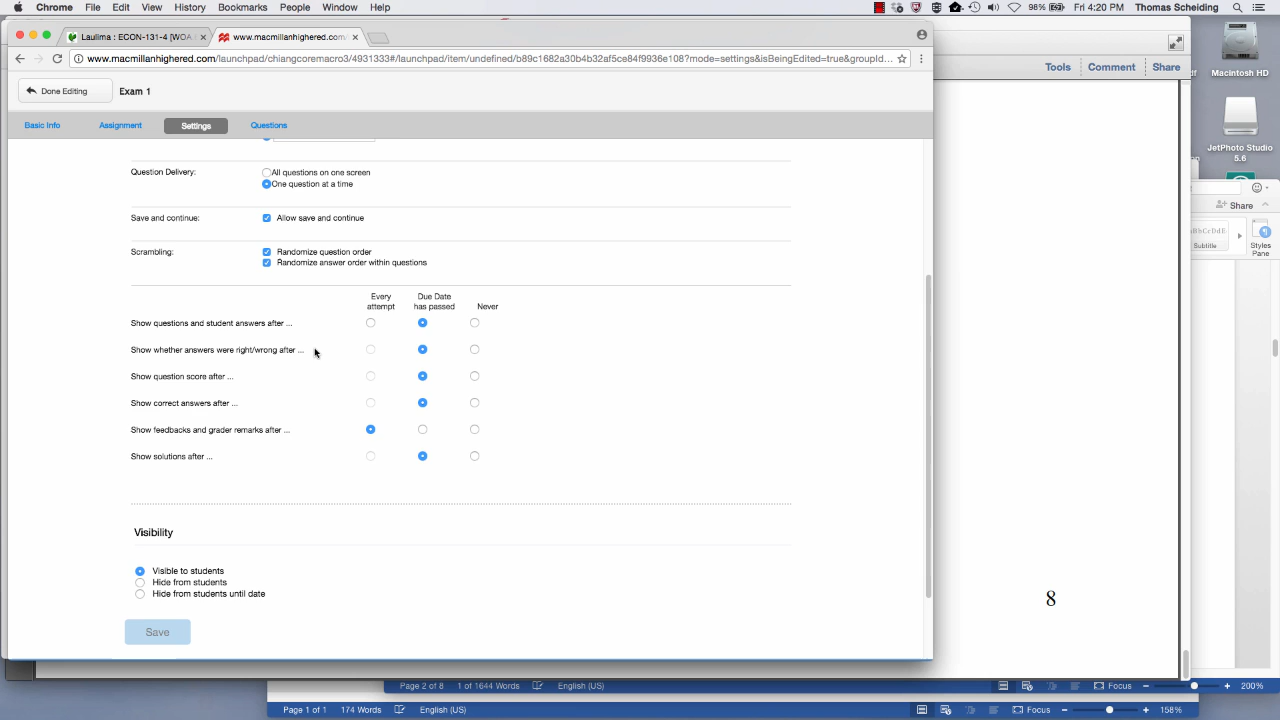 Chrome File Edit View History Bookmarks People Window Help 98% Fri 4:20 PM Thomas Scheiding
Laulima : ECON-131-4 [WOA
www.macmillanhighered.com
www.macmillanhighered.com/launchpad/chiangcoremacro3/4931333#/launchpad/item/undefined/b89c1682a30b4b32af5ce84f9936e108?mode=settings&isBeingEdited=true&groupId...
Tools Comment Share
Macintosh HD
Done Editing Exam 1
Basic Info Assignment Settings Questions
JetPhoto Studio
5.6
Question Delivery: All questions on one screen
One question at a time
Share
Save and continue: Allow save and continue
AaBbCcDdE
Subtitle
Styles
Pane
Scrambling: Randomize question order
Randomize answer order within questions
Every
attempt
Due Date
has passed
Never
Show questions and student answers after ...
Show whether answers were right/wrong after ...
Show question score after ...
Show correct answers after ...
Show feedbacks and grader remarks after ...
Show solutions after ...
Visibility
Visible to students
Hide from students
Hide from students until date
Save
8
Page 2 of 8 1 of 1644 Words English (US) Focus 200%
Page 1 of 1 174 Words English (US) Focus 158%